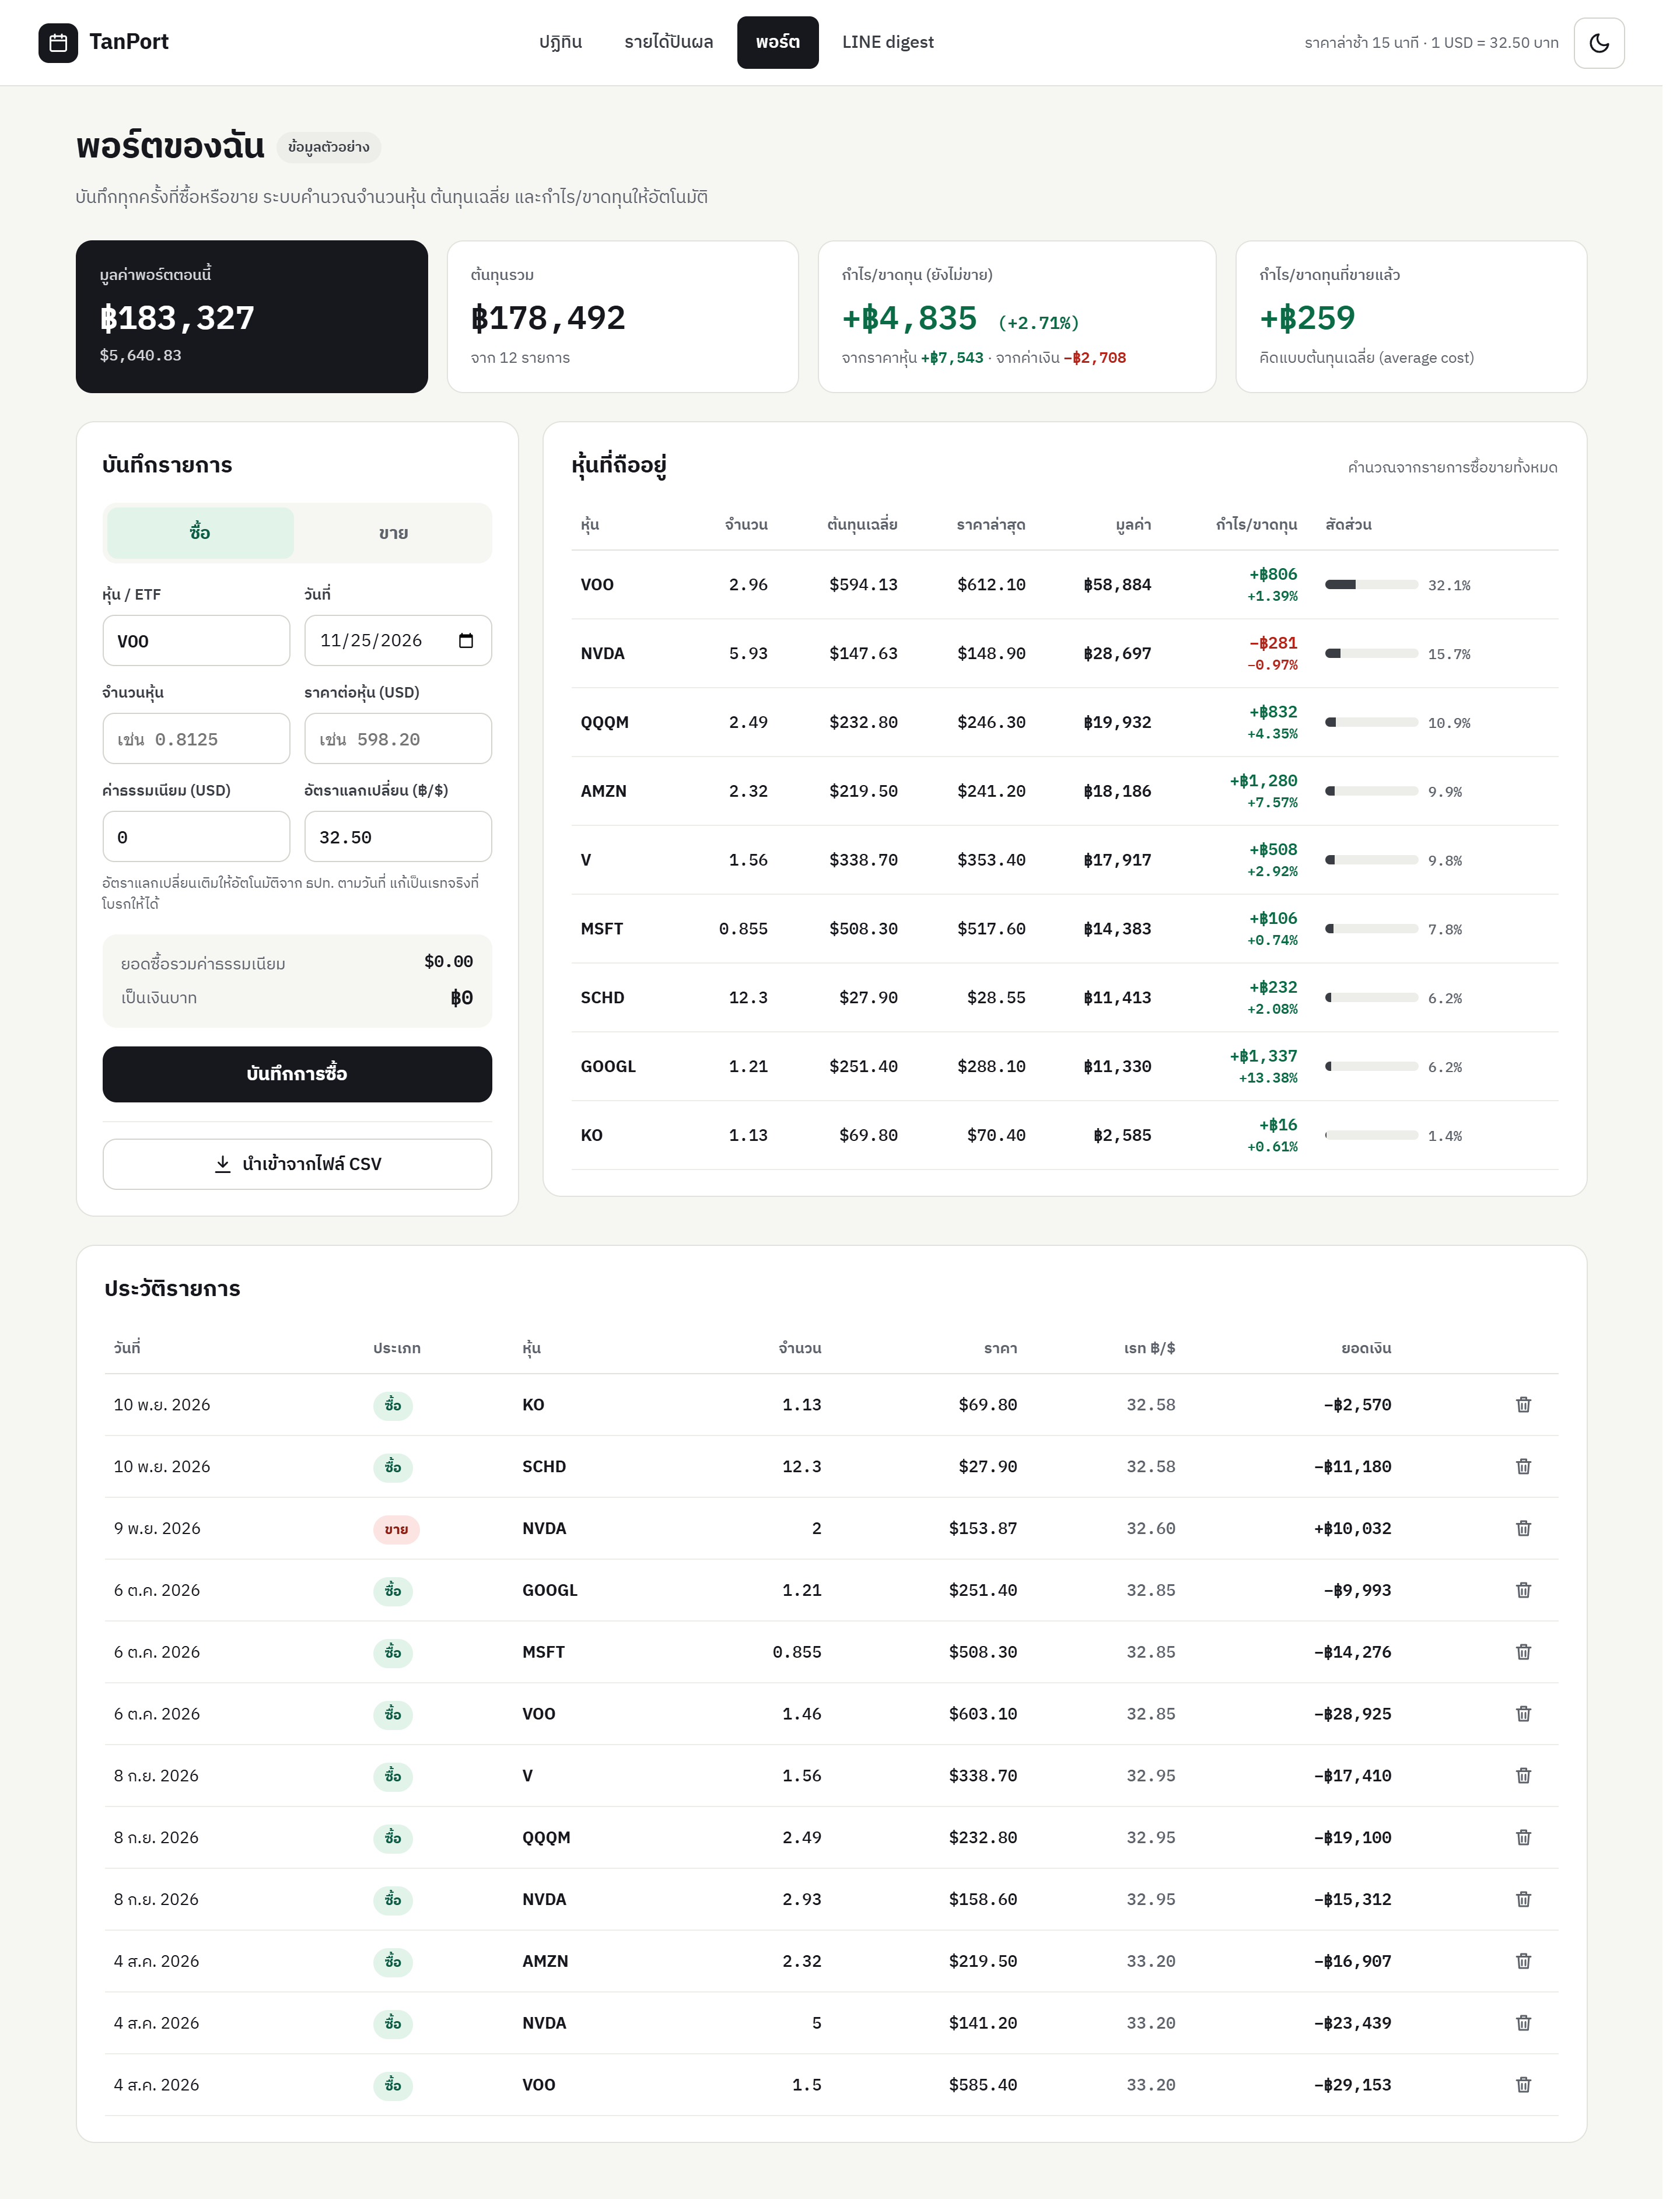 TanPort
ปฏิทิน รายได้ปันผล พอร์ต LINE digest
ราคาล่าช้า 15 นาที · 1 USD = 32.50 บาท
พอร์ตของฉัน ข้อมูลตัวอย่าง
บันทึกทุกครั้งที่ซื้อหรือขาย ระบบคำนวณจำนวนหุ้น ต้นทุนเฉลี่ย และกำไร/ขาดทุนให้อัตโนมัติ
มูลค่าพอร์ตตอนนี้
฿183,327
$5,640.83
ต้นทุนรวม
฿178,492
จาก 12 รายการ
กำไร/ขาดทุน (ยังไม่ขาย)
+฿4,835 (+2.71%)
จากราคาหุ้น +฿7,543 · จากค่าเงิน −฿2,708
กำไร/ขาดทุนที่ขายแล้ว
+฿259
คิดแบบต้นทุนเฉลี่ย (average cost)
บันทึกรายการ
ซื้อ ขาย
หุ้น / ETF วันที่
VOO 11/25/2026
จำนวนหุ้น ราคาต่อหุ้น (USD)
เช่น 0.8125 เช่น 598.20
ค่าธรรมเนียม (USD) อัตราแลกเปลี่ยน (฿/$)
0 32.50
อัตราแลกเปลี่ยนเติมให้อัตโนมัติจาก ธปท. ตามวันที่ แก้เป็นเรทจริงที่
โบรกให้ได้
ยอดซื้อรวมค่าธรรมเนียม $0.00
เป็นเงินบาท ฿0
บันทึกการซื้อ
นำเข้าจากไฟล์ CSV
หุ้นที่ถืออยู่ คำนวณจากรายการซื้อขายทั้งหมด
หุ้น จำนวน ต้นทุนเฉลี่ย ราคาล่าสุด มูลค่า กำไร/ขาดทุน สัดส่วน
VOO 2.96 $594.13 $612.10 ฿58,884 +฿806 32.1%
+1.39%
NVDA 5.93 $147.63 $148.90 ฿28,697 −฿281 15.7%
−0.97%
QQQM 2.49 $232.80 $246.30 ฿19,932 +฿832 10.9%
+4.35%
AMZN 2.32 $219.50 $241.20 ฿18,186 +฿1,280 9.9%
+7.57%
V 1.56 $338.70 $353.40 ฿17,917 +฿508 9.8%
+2.92%
MSFT 0.855 $508.30 $517.60 ฿14,383 +฿106 7.8%
+0.74%
SCHD 12.3 $27.90 $28.55 ฿11,413 +฿232 6.2%
+2.08%
GOOGL 1.21 $251.40 $288.10 ฿11,330 +฿1,337 6.2%
+13.38%
KO 1.13 $69.80 $70.40 ฿2,585 +฿16 1.4%
+0.61%
ประวัติรายการ
วันที่ ประเภท หุ้น จำนวน ราคา เรท ฿/$ ยอดเงิน
10 พ.ย. 2026 ซื้อ KO 1.13 $69.80 32.58 −฿2,570
10 พ.ย. 2026 ซื้อ SCHD 12.3 $27.90 32.58 −฿11,180
9 พ.ย. 2026 ขาย NVDA 2 $153.87 32.60 +฿10,032
6 ต.ค. 2026 ซื้อ GOOGL 1.21 $251.40 32.85 −฿9,993
6 ต.ค. 2026 ซื้อ MSFT 0.855 $508.30 32.85 −฿14,276
6 ต.ค. 2026 ซื้อ VOO 1.46 $603.10 32.85 −฿28,925
8 ก.ย. 2026 ซื้อ V 1.56 $338.70 32.95 −฿17,410
8 ก.ย. 2026 ซื้อ QQQM 2.49 $232.80 32.95 −฿19,100
8 ก.ย. 2026 ซื้อ NVDA 2.93 $158.60 32.95 −฿15,312
4 ส.ค. 2026 ซื้อ AMZN 2.32 $219.50 33.20 −฿16,907
4 ส.ค. 2026 ซื้อ NVDA 5 $141.20 33.20 −฿23,439
4 ส.ค. 2026 ซื้อ VOO 1.5 $585.40 33.20 −฿29,153